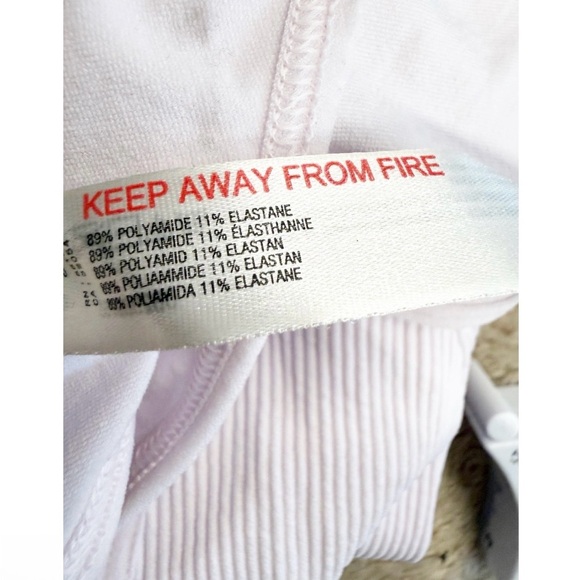 KEEP AWAY FROM FIRE
89% POLYAMIDE 11% ELASTANE
89% POLYAMIDE 11% ÉLASTHANNE
89% POLYAMID 11% ELASTAN
89% POLIAMMIDE 11% ELASTAN
89% POLIAMIDA 11% ELASTANE